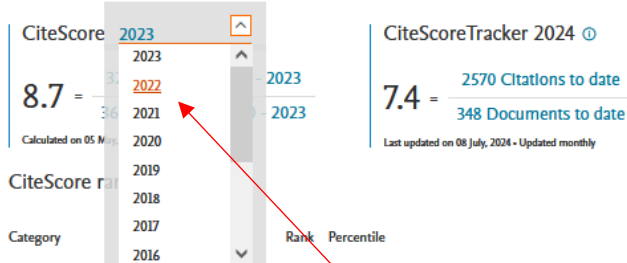 CiteScore 2023
2023
2022
2021
2020
2019
2018
2017
2016
8.7 =
- 2023
- 2023
Calculated on 05 May,
CiteScore
Category
Rank Percentile
CiteScoreTracker 2024
7.4 =
2570 Citations to date
348 Documents to date
Last updated on 08 July, 2024 • Updated monthly